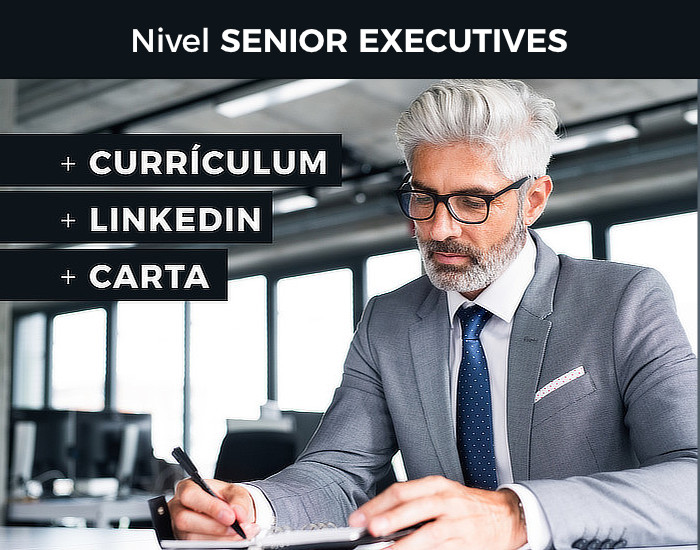 Nivel SENIOR EXECUTIVES
+ CURRÍCULUM
+ LINKEDIN
+ CARTA